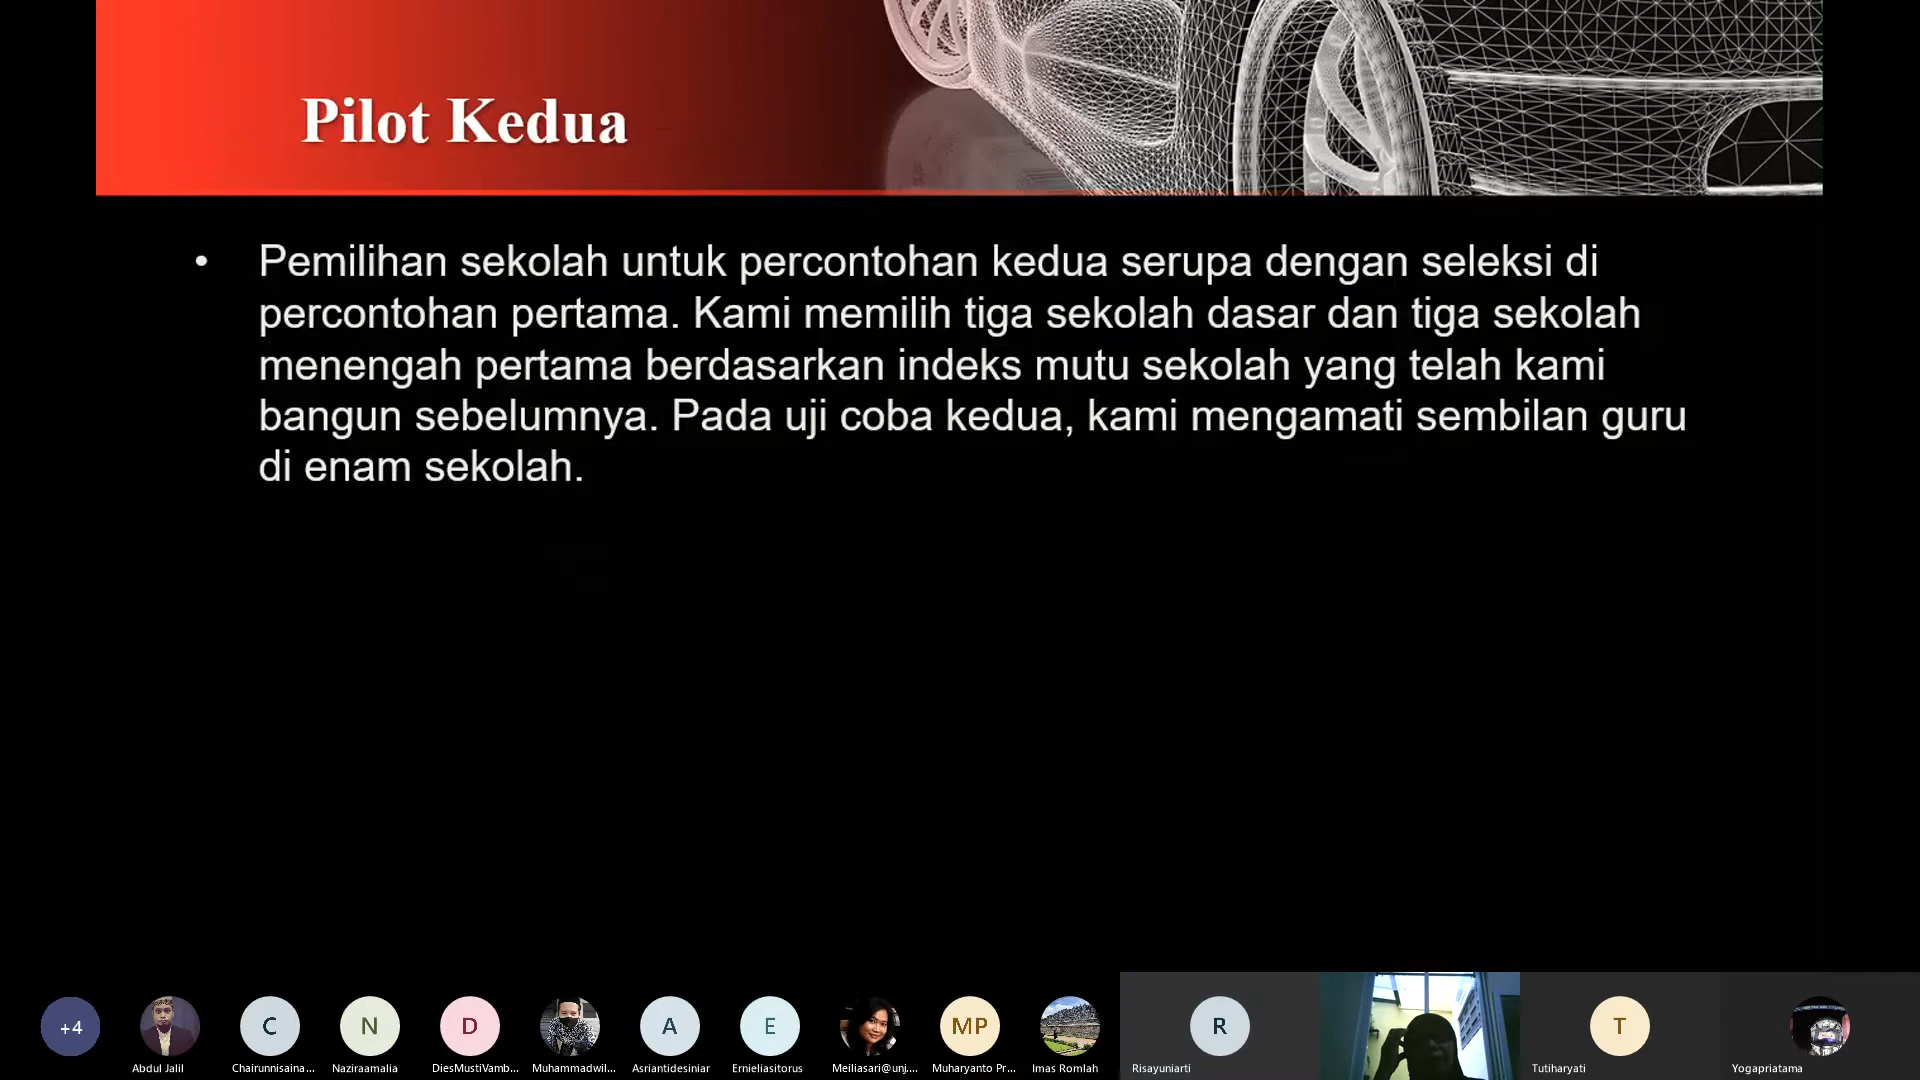 Pilot Kedua
• Pemilihan sekolah untuk percontohan kedua serupa dengan seleksi di
percontohan pertama. Kami memilih tiga sekolah dasar dan tiga sekolah
menengah pertama berdasarkan indeks mutu sekolah yang telah kami
bangun sebelumnya. Pada uji coba kedua, kami mengamati sembilan guru
di enam sekolah.
+4
C
N
D
A
E
MP
R
T
Abdul Jalil
Chairunnisaina...
Naziraamalia
DiesMustiVamb...
Muhammadwil...
Asriantidesiniar
Ernieliasitorus
Meiliasari@unj....
Muharyanto Pr...
Imas Romlah
Risayuniarti
Tutiharyati
Yogapriatama